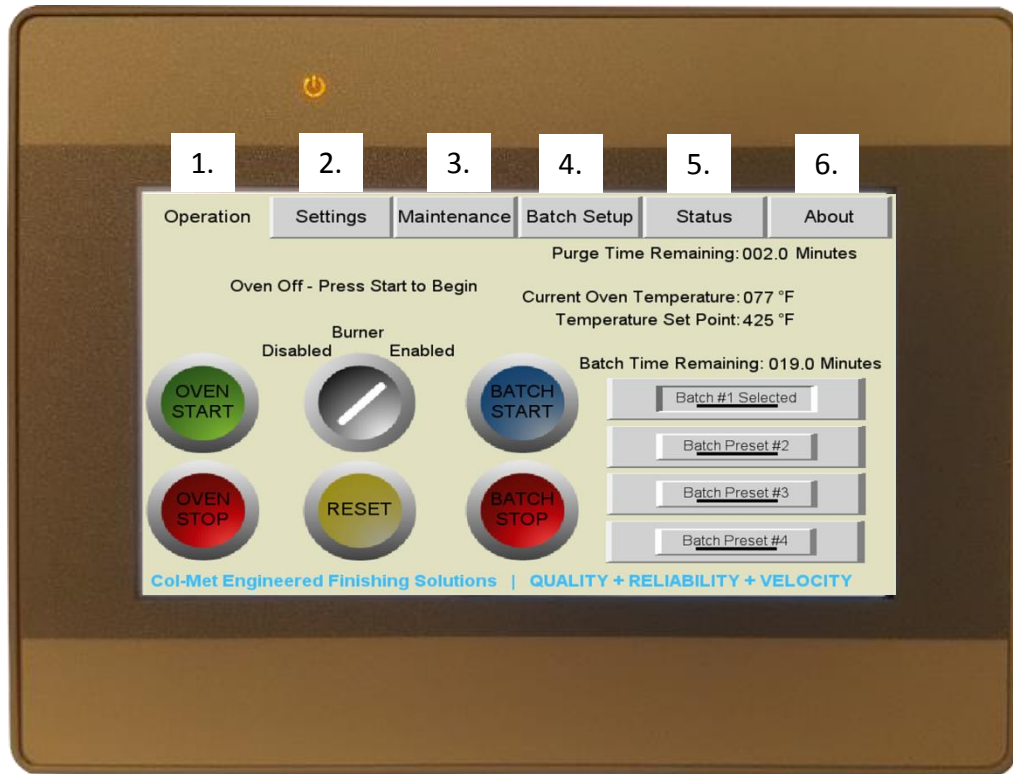 1. 2. 3. 4. 5. 6.
Operation Settings Maintenance Batch Setup Status About
Purge Time Remaining: 002.0 Minutes
Oven Off - Press Start to Begin
Current Oven Temperature: 077 °F
Temperature Set Point: 425 °F
Burner
Disabled Enabled
Batch Time Remaining: 019.0 Minutes
OVEN
START
BATCH
START
Batch #1 Selected
Batch Preset #2
OVEN
STOP
RESET
BATCH
STOP
Batch Preset #3
Batch Preset #4
Col-Met Engineered Finishing Solutions | QUALITY + RELIABILITY + VELOCITY